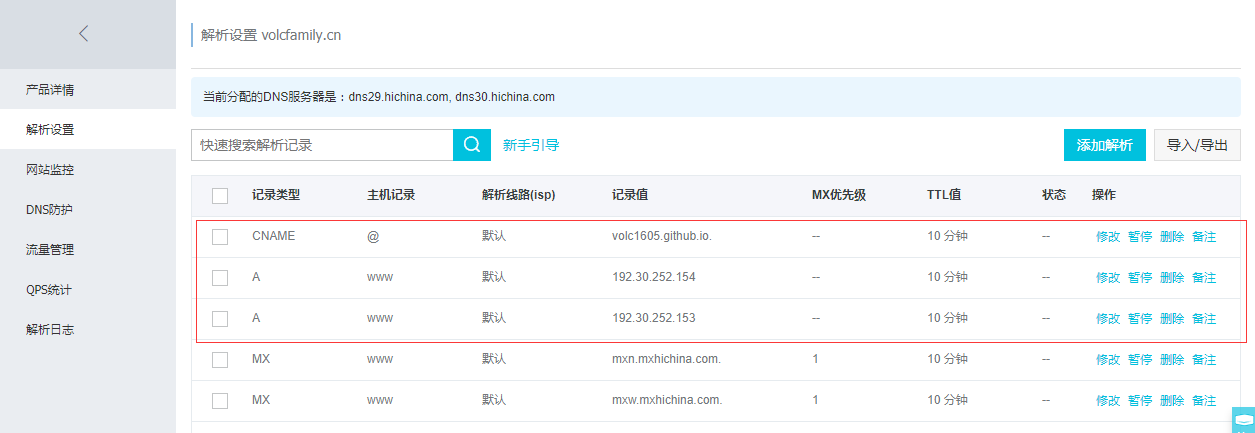 解析设置 volcfamily.cn
产品详情
解析设置
网站监控
DNS防护
流量管理
QPS统计
解析日志
当前分配的DNS服务器是：dns29.hichina.com, dns30.hichina.com
快速搜索解析记录 新手引导 添加解析 导入/导出
记录类型 主机记录 解析线路(isp) 记录值 MX优先级 TTL值 状态 操作
CNAME @ 默认 volc1605.github.io. -- 10 分钟 -- 修改 暂停 删除 备注
A www 默认 192.30.252.154 -- 10 分钟 -- 修改 暂停 删除 备注
A www 默认 192.30.252.153 -- 10 分钟 -- 修改 暂停 删除 备注
MX www 默认 mxn.mxhichina.com. 1 10 分钟 -- 修改 暂停 删除 备注
MX www 默认 mxw.mxhichina.com. 1 10 分钟 -- 修改 暂停 删除 备注